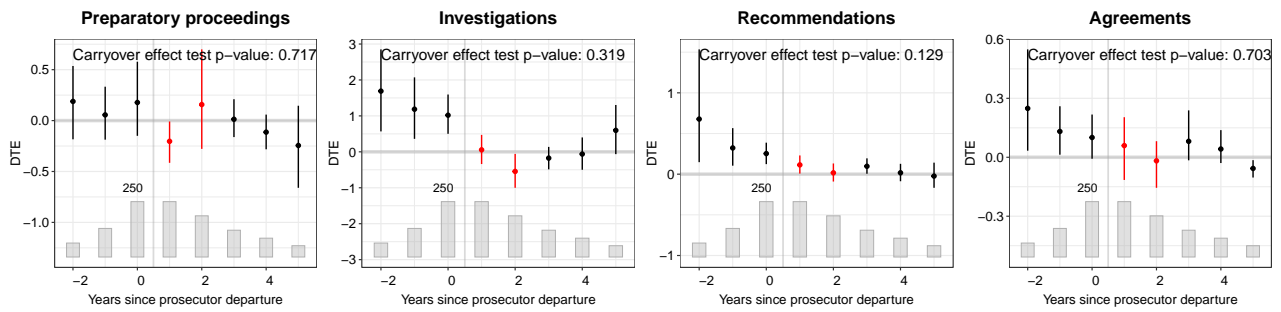 Preparatory proceedings
Carryover effect test p−value: 0.717
0.5
0.0
−0.5
−1.0
DTE
250
−2
0
2
4
Years since prosecutor departure
Investigations
Carryover effect test p−value: 0.319
3
2
1
0
−1
−2
−3
DTE
250
−2
0
2
4
Years since prosecutor departure
Recommendations
Carryover effect test p−value: 0.129
1
0
−1
DTE
250
−2
0
2
4
Years since prosecutor departure
Agreements
Carryover effect test p−value: 0.703
0.6
0.3
0.0
−0.3
DTE
250
−2
0
2
4
Years since prosecutor departure